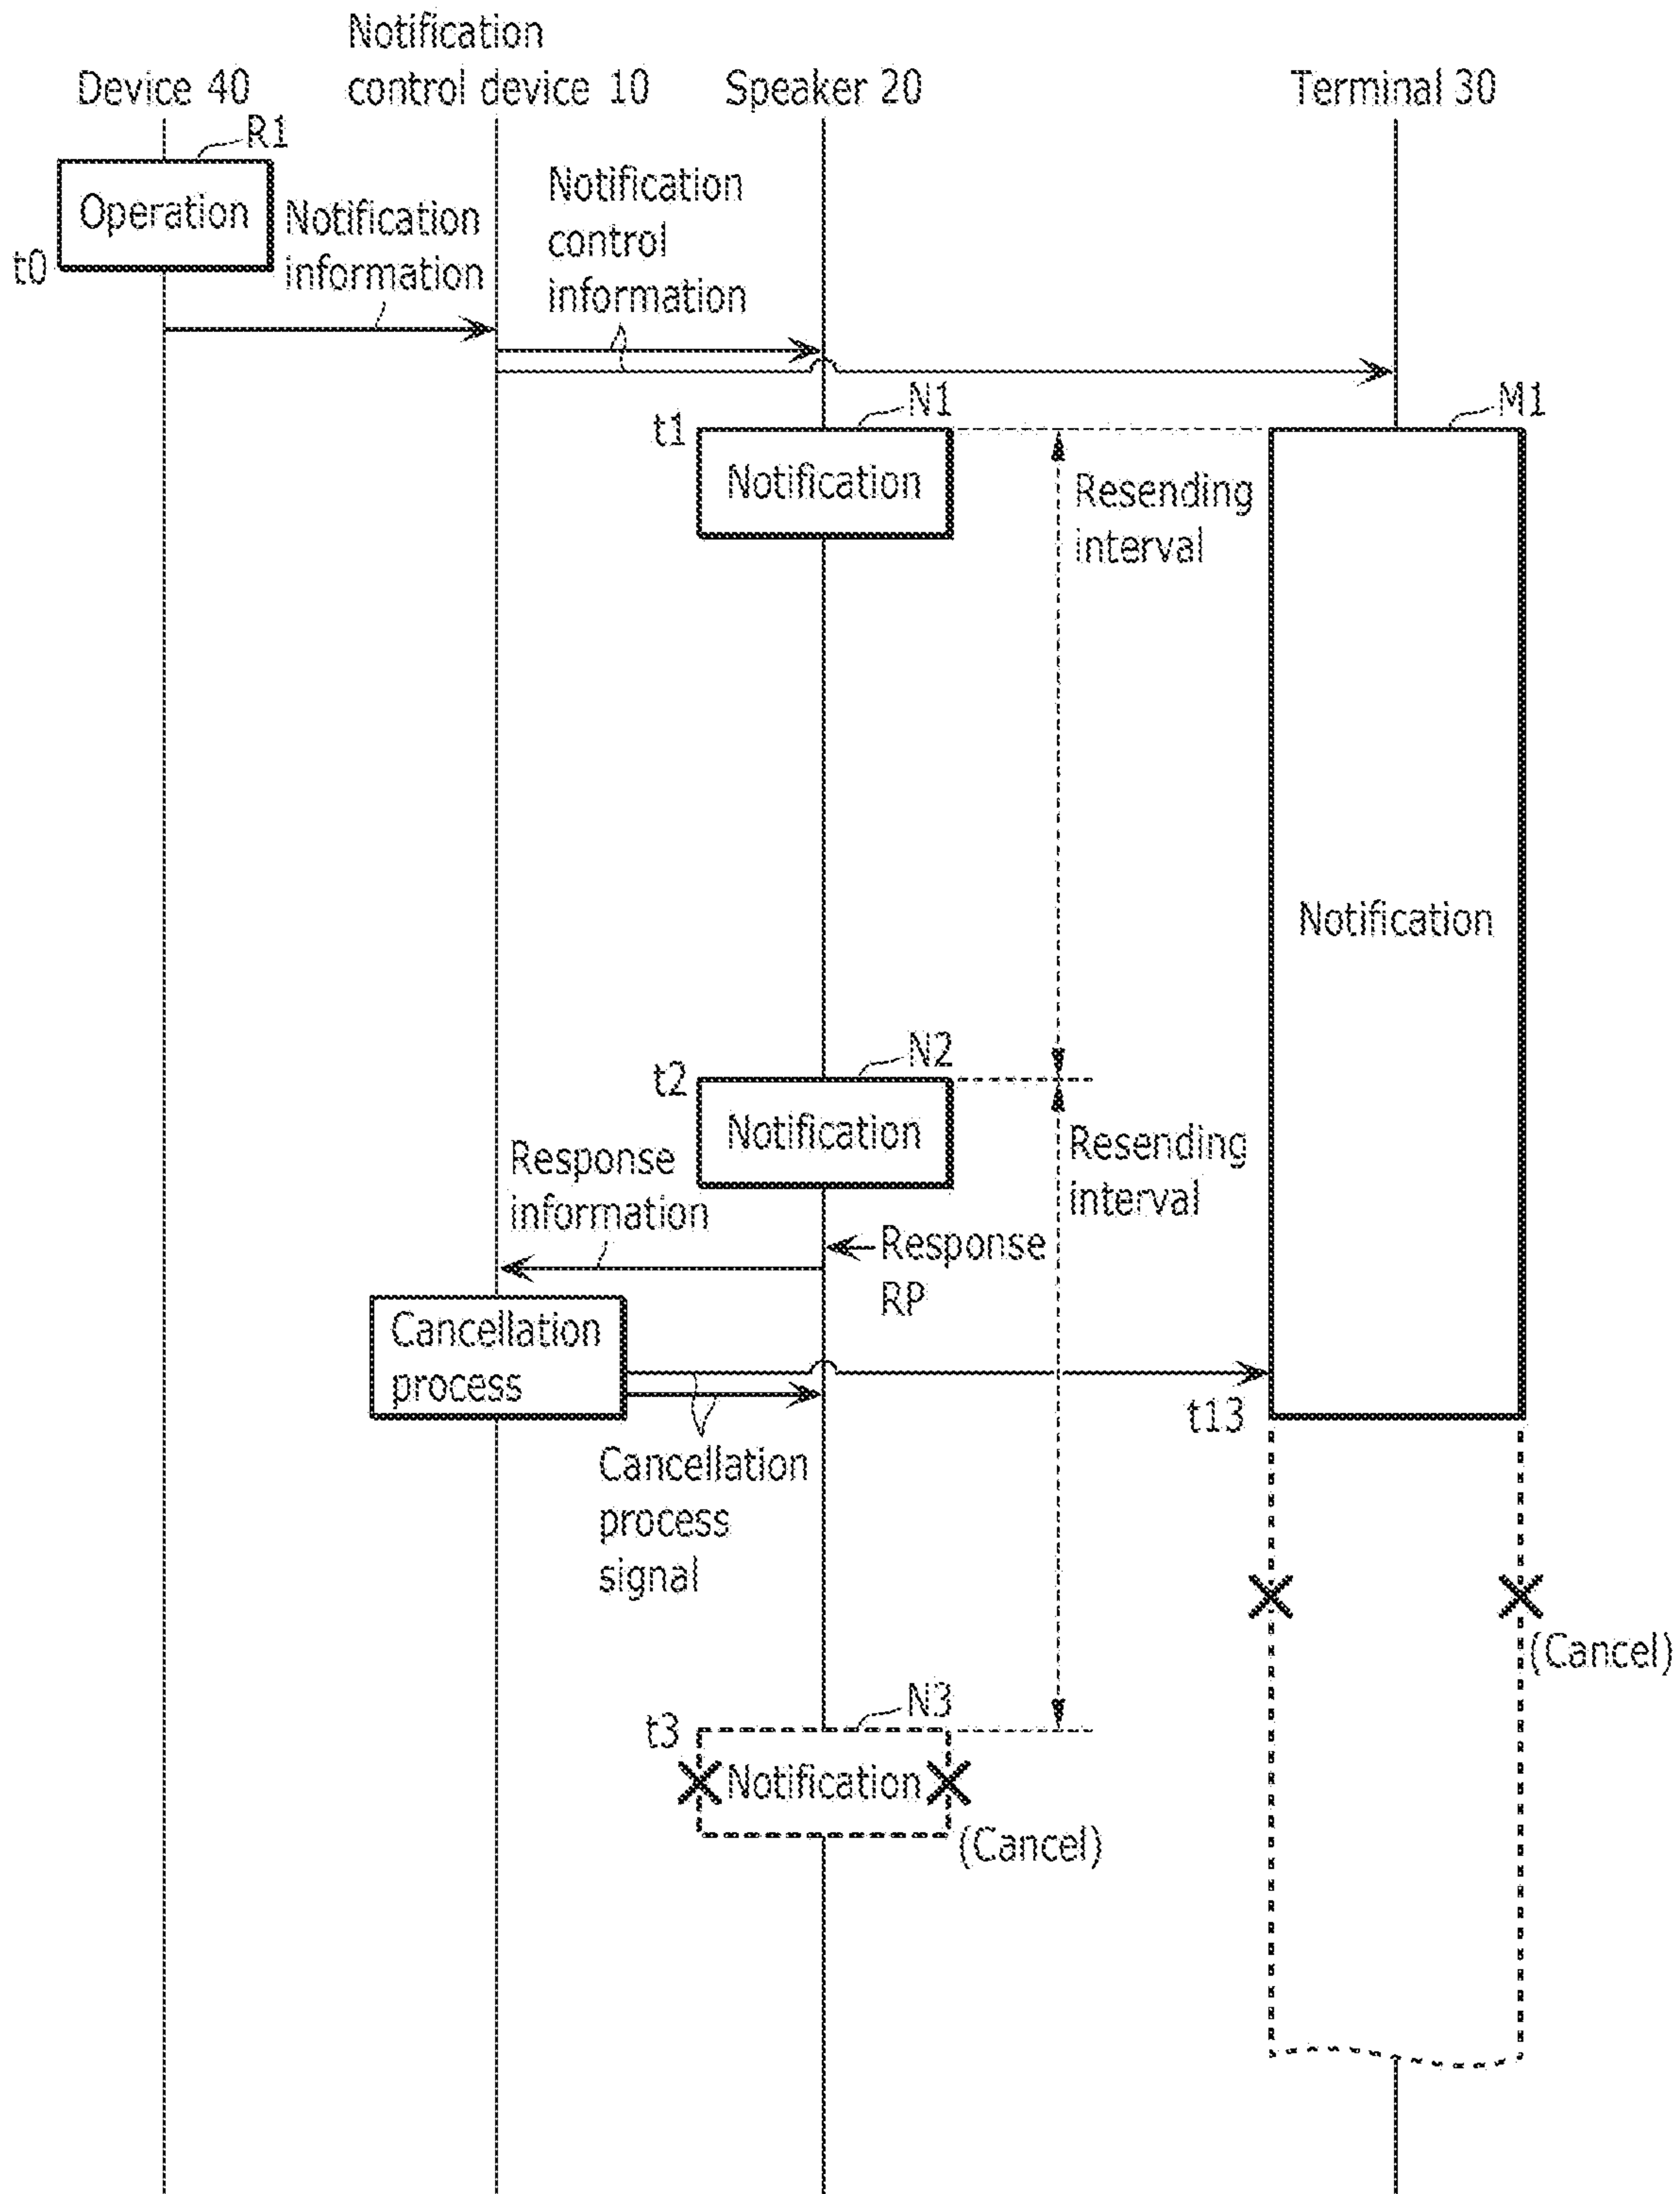 Notification
control device 10
Device 40
Speaker 20
Terminal 30
R1
Operation
t0
Notification
information
Notification
control
information
t1
N1
Notification
M1
Resending
interval
Notification
t2
N2
Notification
Resending
interval
Response
information
Response
RP
Cancellation
process
t13
Cancellation
process
signal
(Cancel)
t3
N3
Notification
(Cancel)